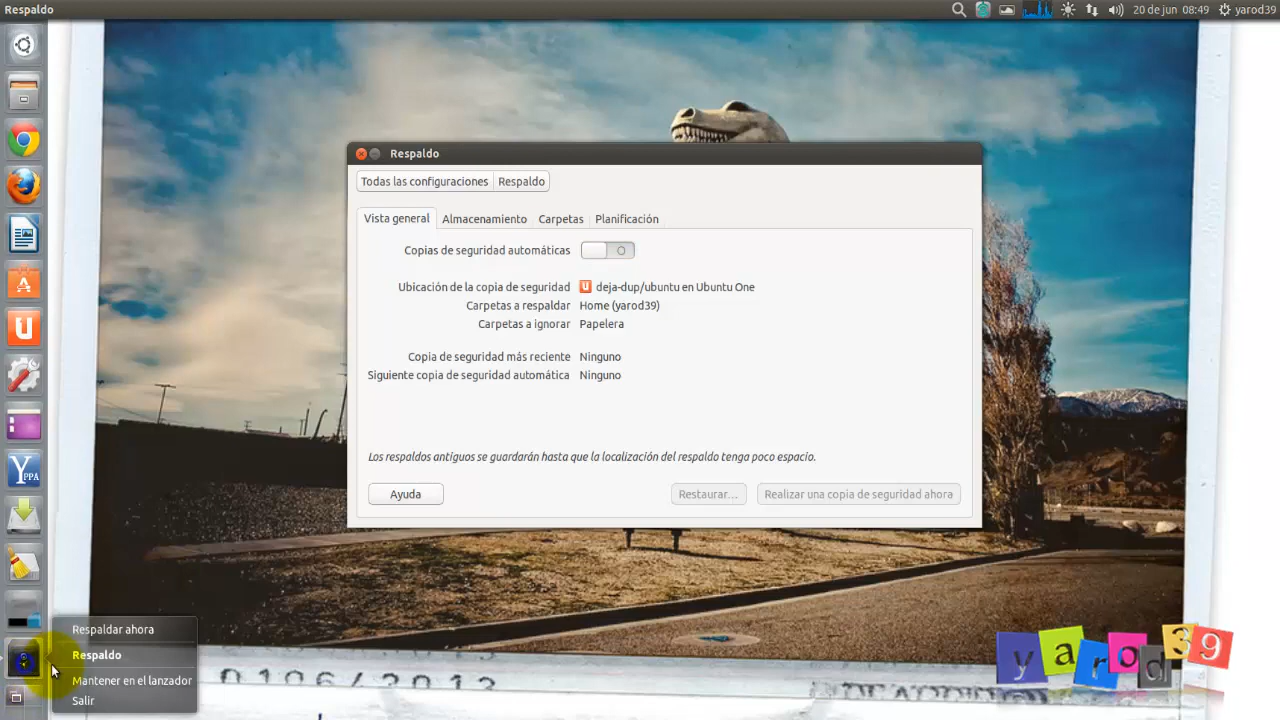 Respaldo
20 de jun 08:49 yarod39
Respaldo
Todas las configuraciones Respaldo
Vista general Almacenamiento Carpetas Planificación
Copias de seguridad automáticas
Ubicación de la copia de seguridad deja-dup/ubuntu en Ubuntu One
Carpetas a respaldar Home (yarod39)
Carpetas a ignorar Papelera
Copia de seguridad más reciente Ninguno
Siguiente copia de seguridad automática Ninguno
Los respaldos antiguos se guardarán hasta que la localización del respaldo tenga poco espacio.
Ayuda Restaurar... Realizar una copia de seguridad ahora
Y PPA
Respaldar ahora
Respaldo
Mantener en el lanzador
Salir
yarod39